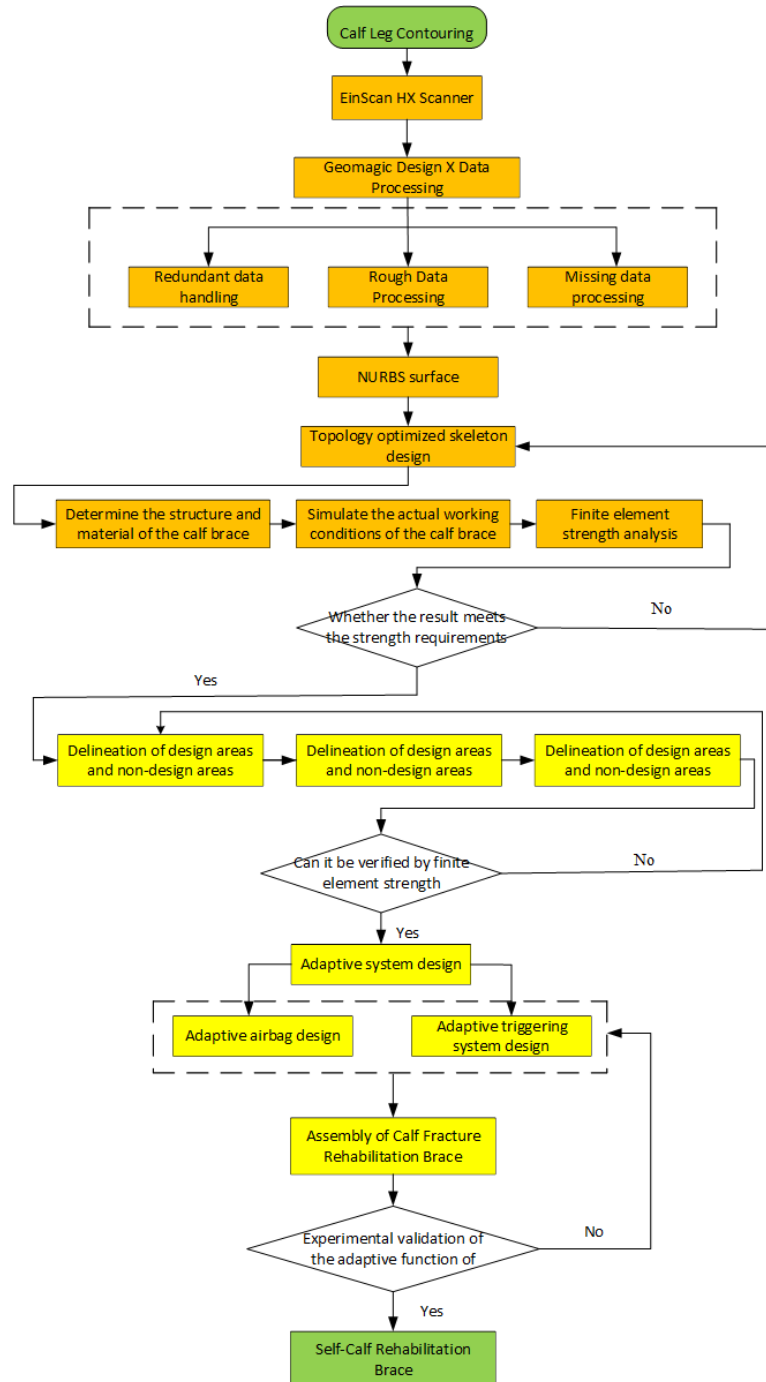 Calf Leg Contouring
EinScan HX Scanner
Geomagic Design X Data
Processing
Redundant data
handling
Rough Data
Processing
Missing data
processing
NURBS surface
Topology optimized skeleton
design
Determine the structure and
material of the calf brace
Simulate the actual working
conditions of the calf brace
Finite element
strength analysis
Whether the result meets
the strength requirements
No
Yes
Delineation of design areas
and non-design areas
Delineation of design areas
and non-design areas
Delineation of design areas
and non-design areas
Can it be verified by finite
element strength
No
Yes
Adaptive system design
Adaptive airbag design
Adaptive triggering
system design
Assembly of Calf Fracture
Rehabilitation Brace
Experimental validation of
the adaptive function of
No
Yes
Self-Calf Rehabilitation
Brace